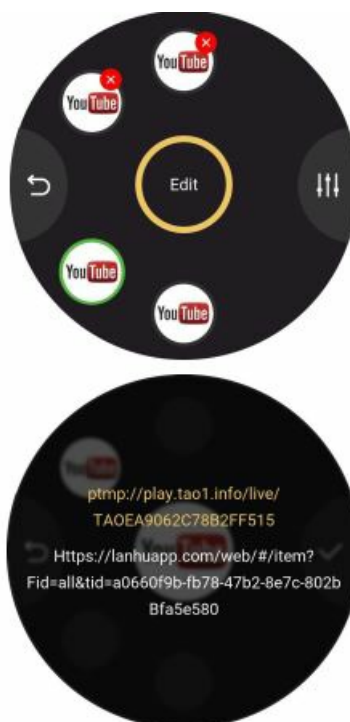 YouTube
YouTube
Edit
YouTube
YouTube
ptmp://play.tao1.info/live/
TAOEA9062C78B2FF515
Https://lanhuapp.com/web/#/item?
Fid=all&tid=a0660f9b-fb78-47b2-8e7c-802b
Bfa5e580